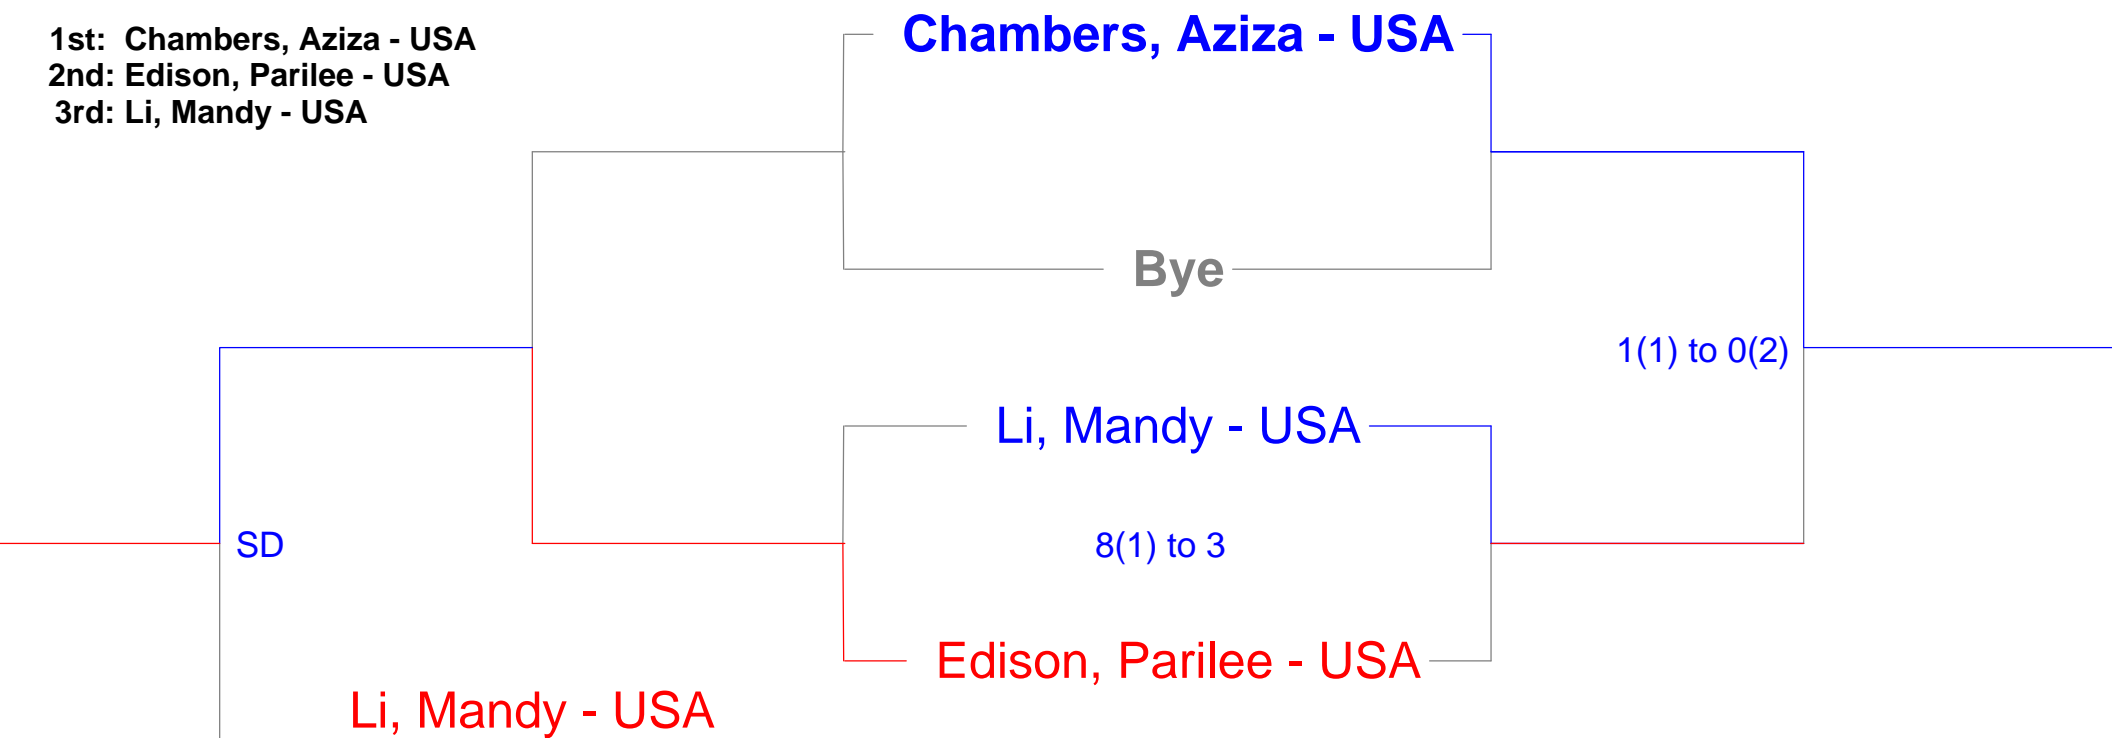 1st: Chambers, Aziza - USA
2nd: Edison, Parilee - USA
3rd: Li, Mandy - USA
Chambers, Aziza - USA
Bye
1(1) to 0(2)
Li, Mandy - USA
SD
8(1) to 3
Edison, Parilee - USA
Li, Mandy - USA